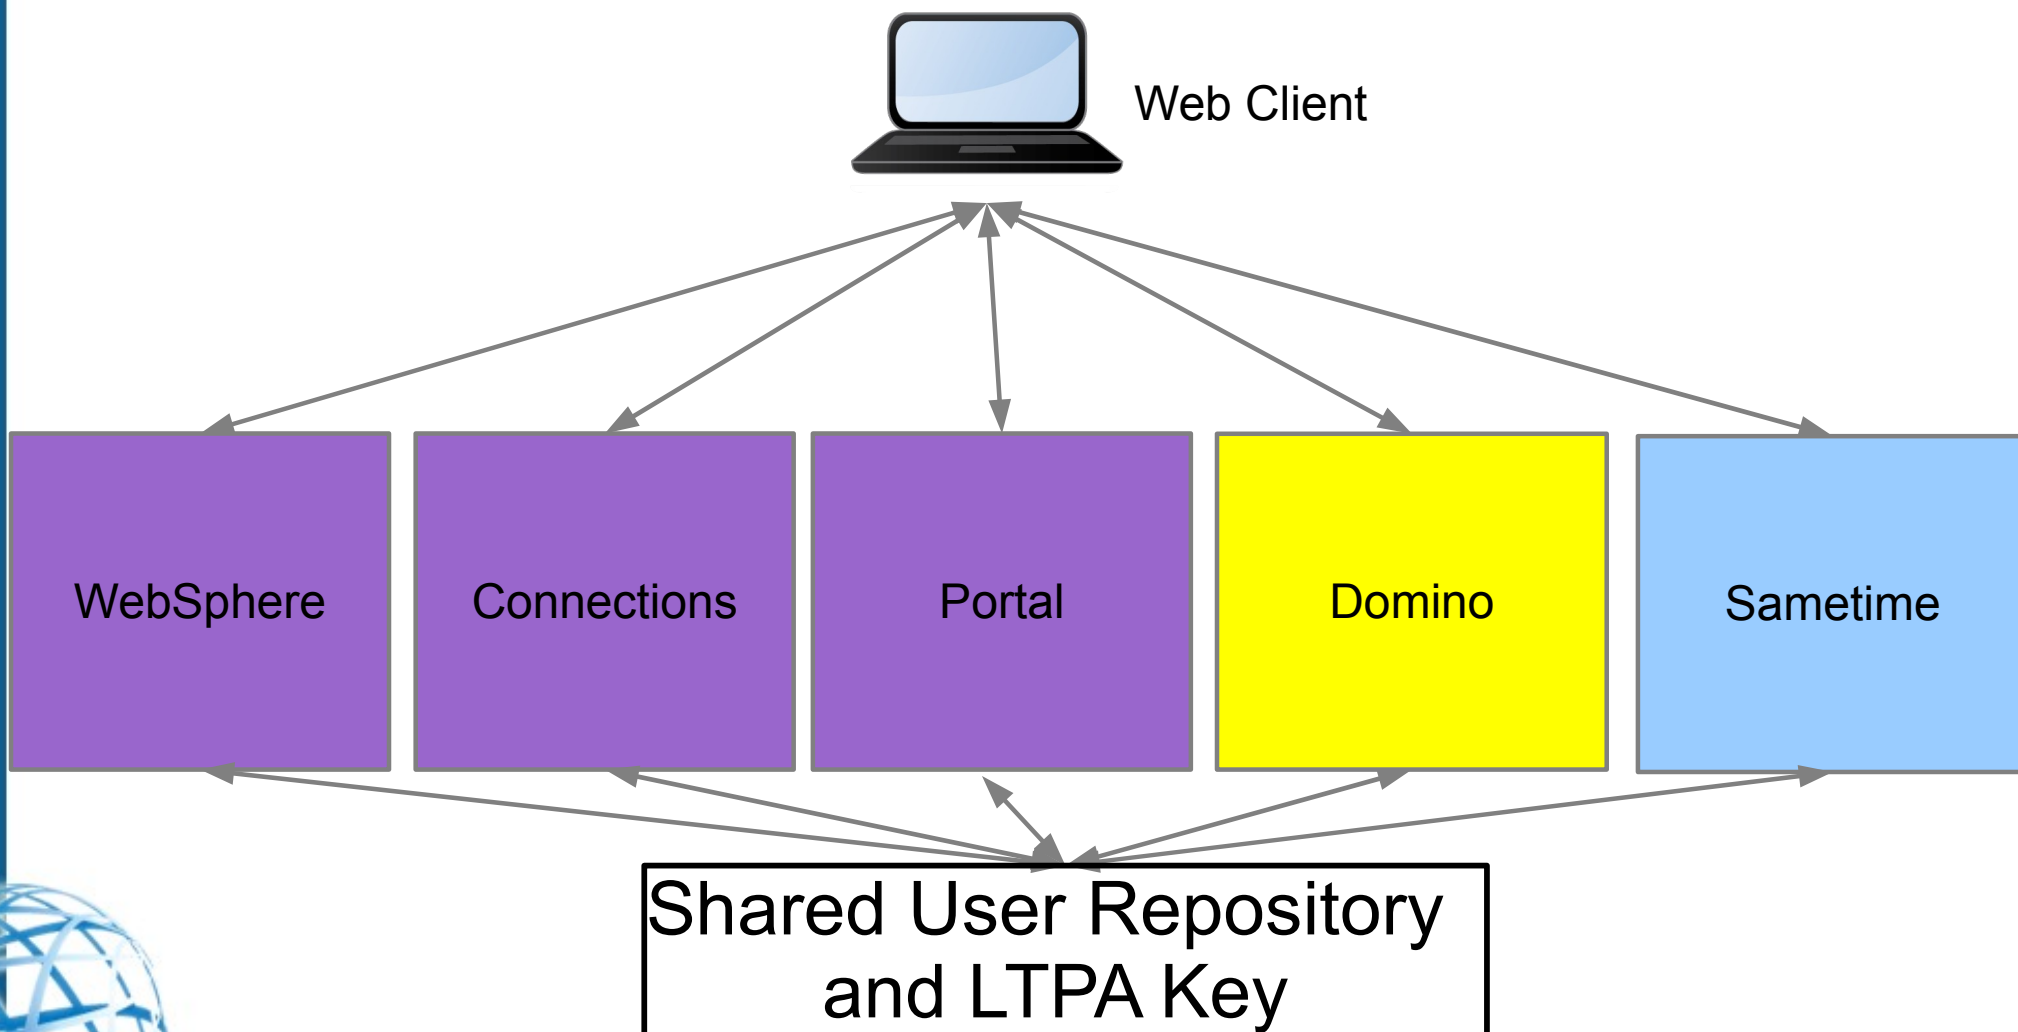 Web Client
WebSphere
Connections
Portal
Domino
Sametime
Shared User Repository
and LTPA Key